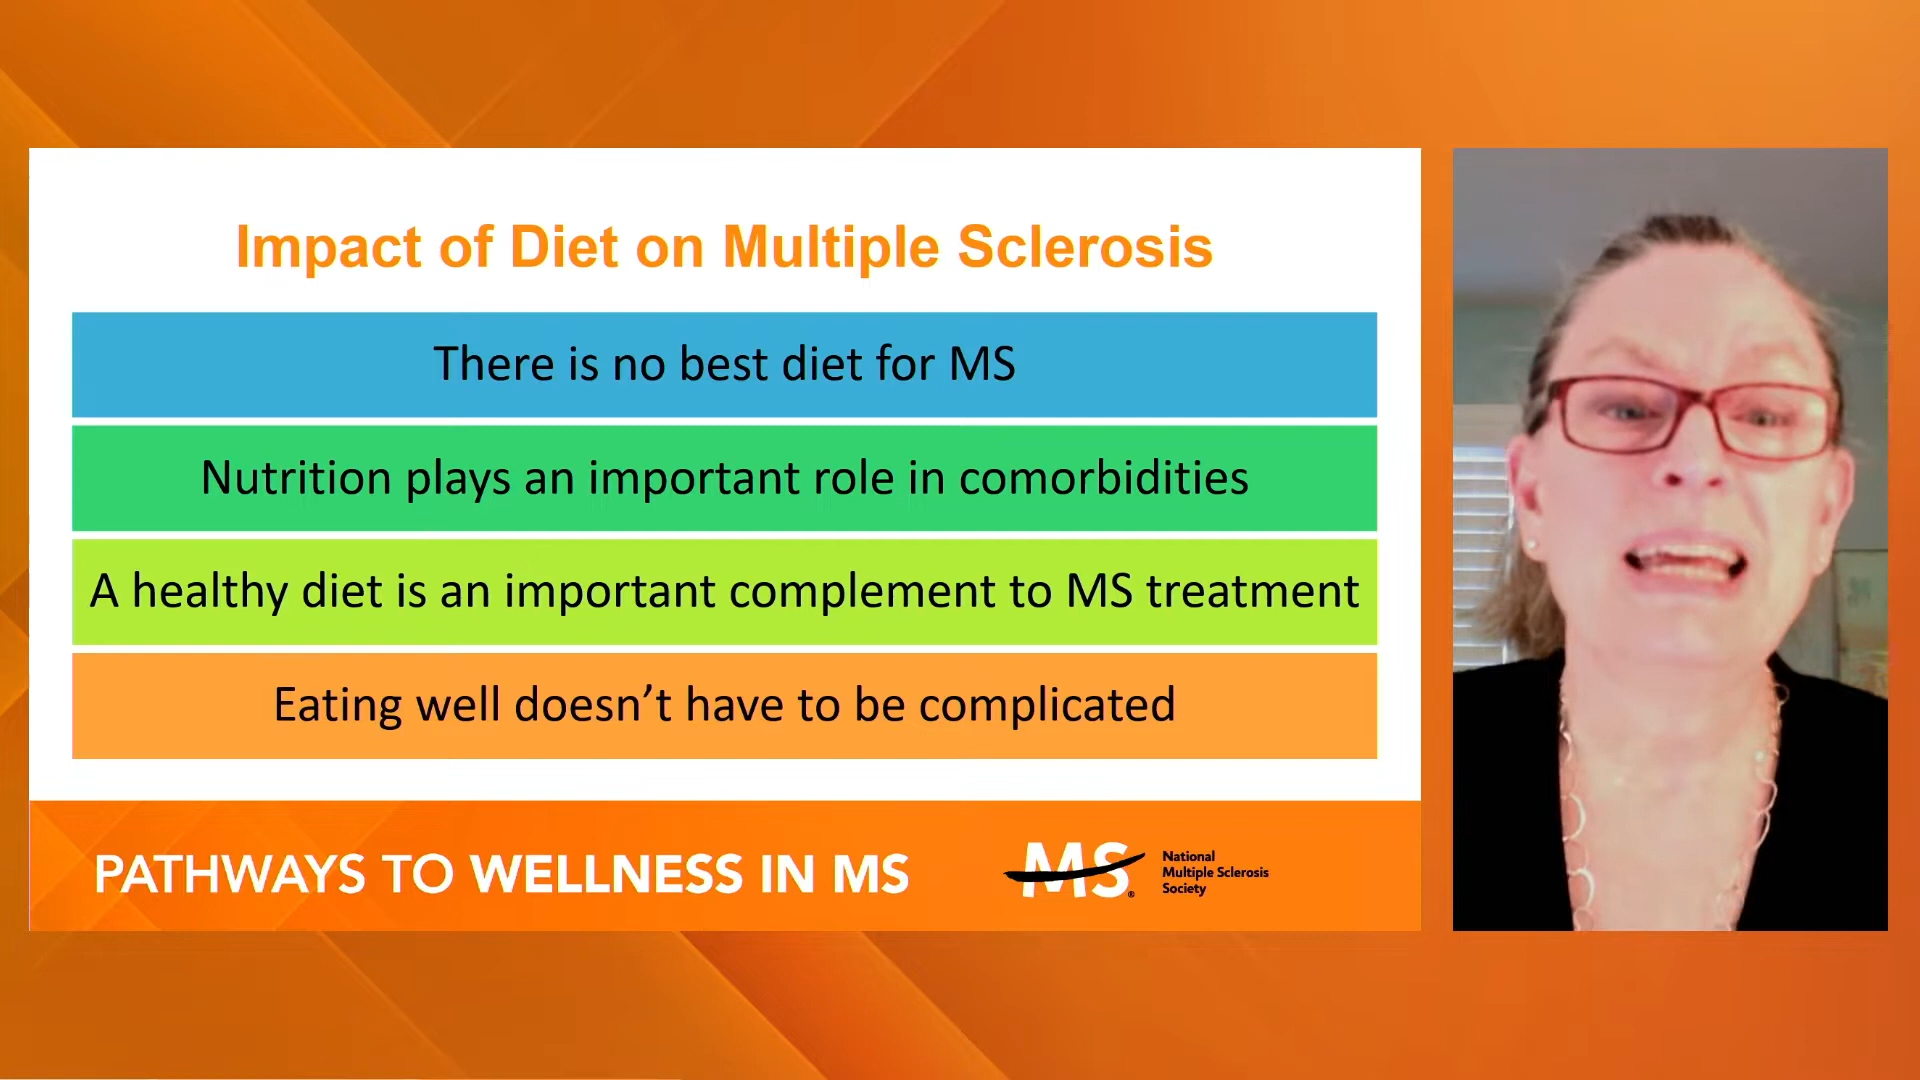 Impact of Diet on Multiple Sclerosis
There is no best diet for MS
Nutrition plays an important role in comorbidities
A healthy diet is an important complement to MS treatment
Eating well doesn’t have to be complicated
PATHWAYS TO WELLNESS IN MS
MS®
National
Multiple Sclerosis
Society